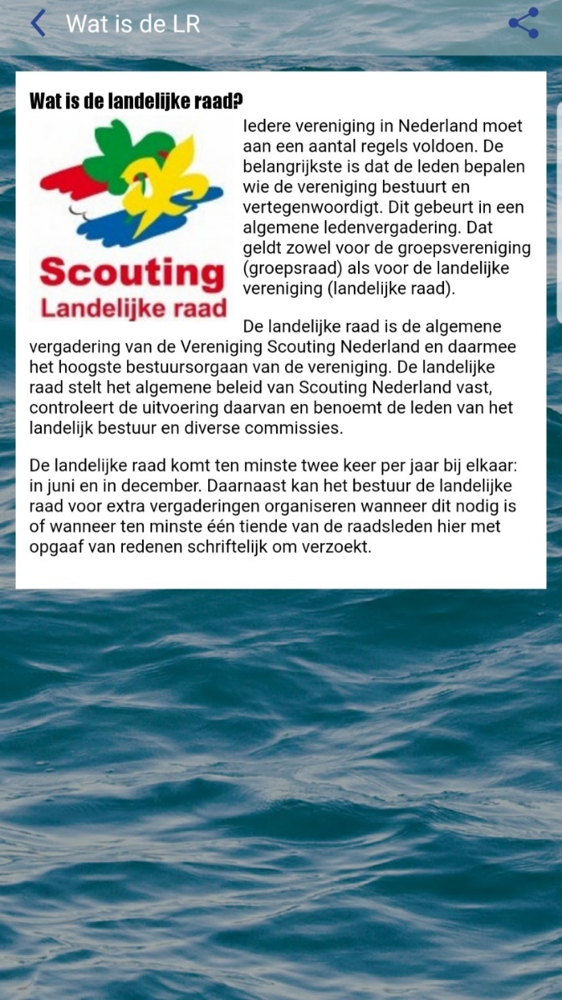 Wat is de LR
Wat is de landelijke raad?
Scouting
Landelijke raad
Iedere vereniging in Nederland moet
aan een aantal regels voldoen. De
belangrijkste is dat de leden bepalen
wie de vereniging bestuurt en
vertegenwoordigt. Dit gebeurt in een
algemene ledenvergadering. Dat
geldt zowel voor de groepsvereniging
(groepsraad) als voor de landelijke
vereniging (landelijke raad).
De landelijke raad is de algemene
vergadering van de Vereniging Scouting Nederland en daarmee
het hoogste bestuursorgaan van de vereniging. De landelijke
raad stelt het algemene beleid van Scouting Nederland vast,
controleert de uitvoering daarvan en benoemt de leden van het
landelijk bestuur en diverse commissies.
De landelijke raad komt ten minste twee keer per jaar bij elkaar:
in juni en in december. Daarnaast kan het bestuur de landelijke
raad voor extra vergaderingen organiseren wanneer dit nodig is
of wanneer ten minste één tiende van de raadsleden hier met
opgaaf van redenen schriftelijk om verzoekt.